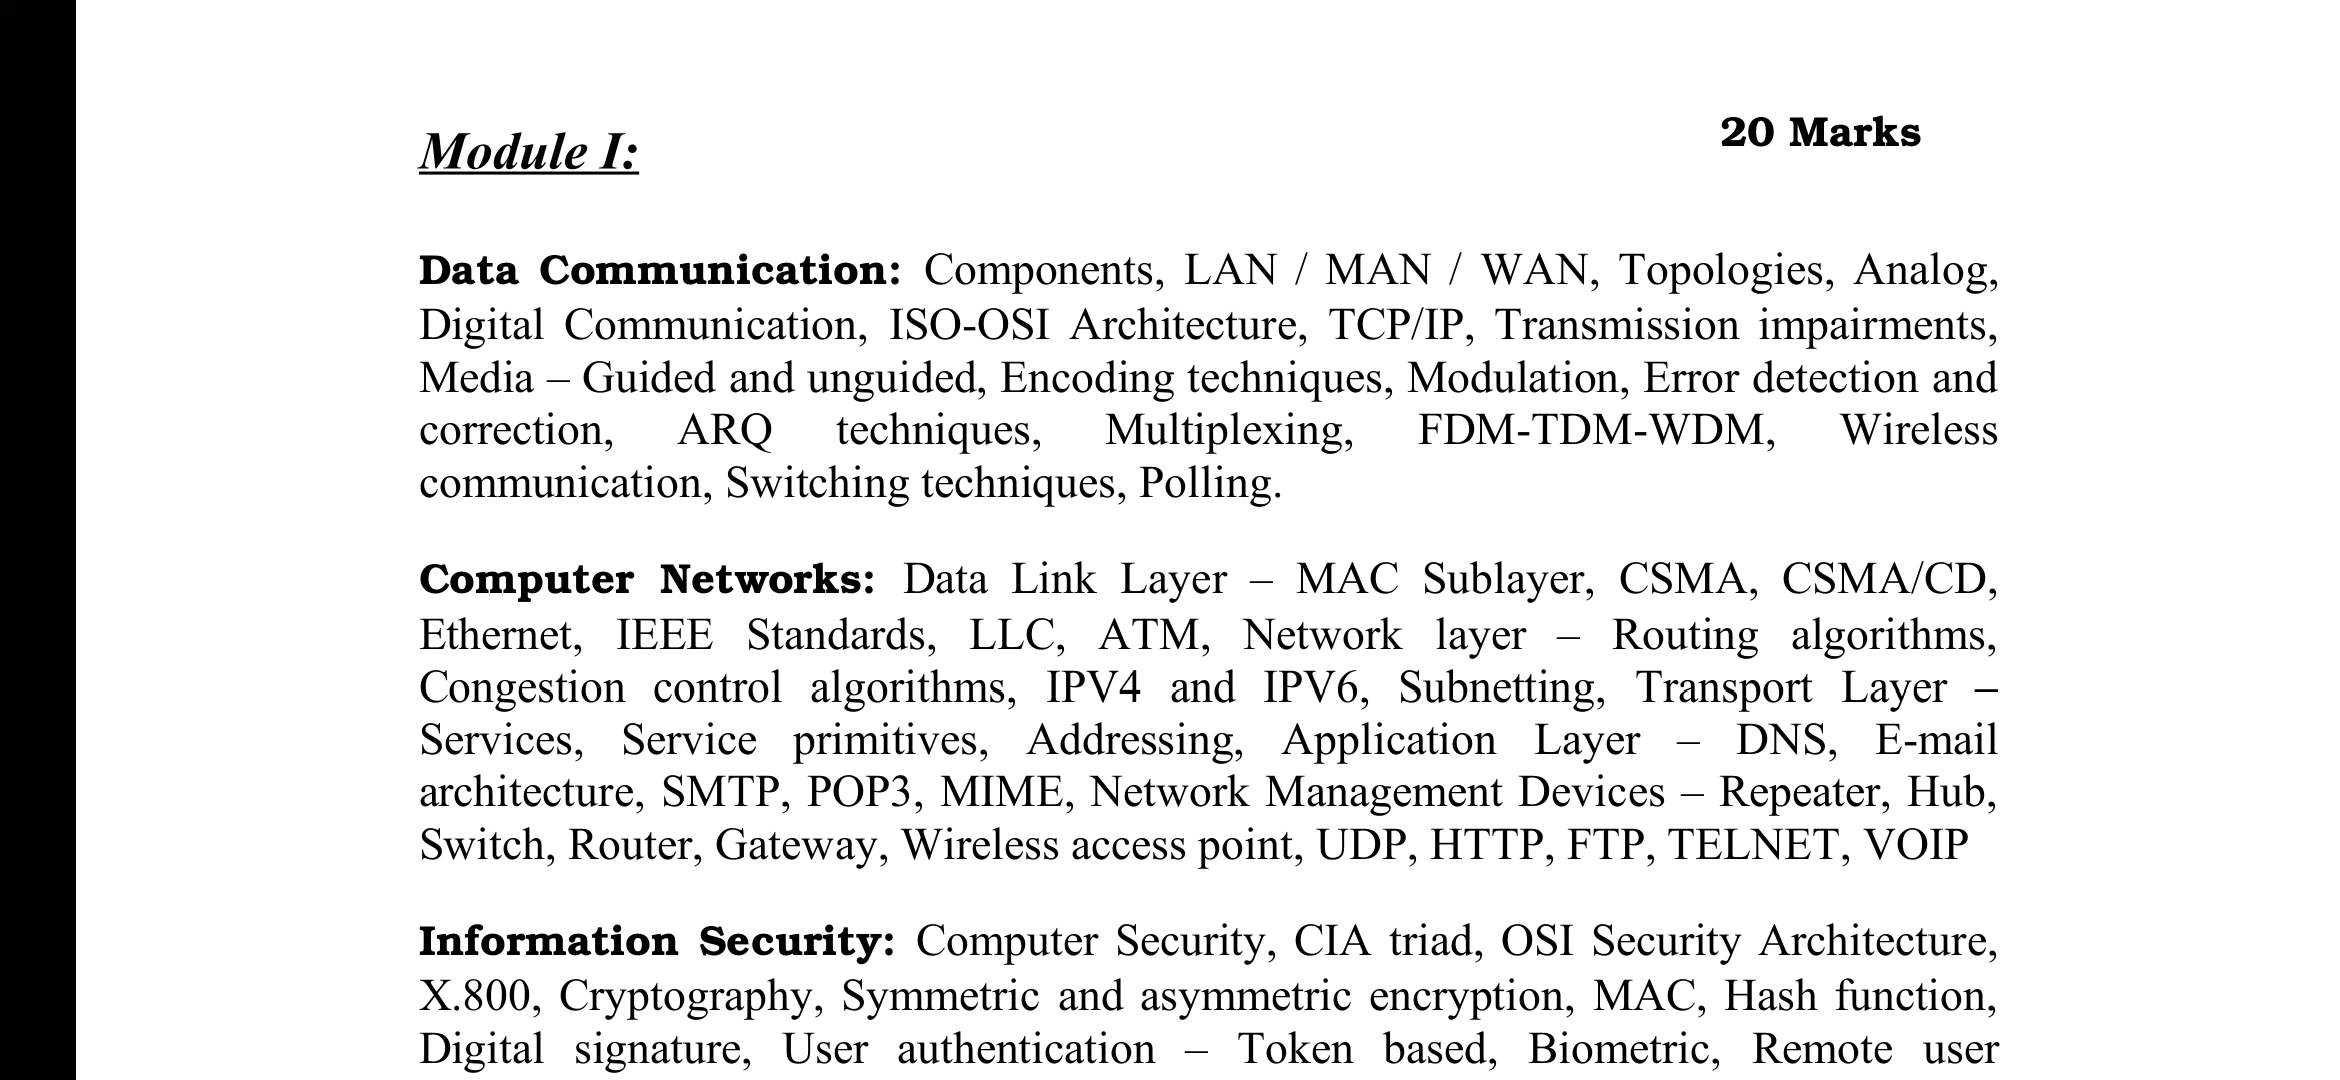 20 Marks
Module I:
Data Communication: Components, LAN / MAN / WAN, Topologies, Analog,
Digital Communication, ISO-OSI Architecture, TCP/IP, Transmission impairments,
Media – Guided and unguided, Encoding techniques, Modulation, Error detection and
correction, ARQ techniques, Multiplexing, FDM-TDM-WDM, Wireless
communication, Switching techniques, Polling.
Computer Networks: Data Link Layer – MAC Sublayer, CSMA, CSMA/CD,
Ethernet, IEEE Standards, LLC, ATM, Network layer – Routing algorithms,
Congestion control algorithms, IPV4 and IPV6, Subnetting, Transport Layer –
Services, Service primitives, Addressing, Application Layer – DNS, E-mail
architecture, SMTP, POP3, MIME, Network Management Devices – Repeater, Hub,
Switch, Router, Gateway, Wireless access point, UDP, HTTP, FTP, TELNET, VOIP
Information Security: Computer Security, CIA triad, OSI Security Architecture,
X.800, Cryptography, Symmetric and asymmetric encryption, MAC, Hash function,
Digital signature, User authentication – Token based, Biometric, Remote user